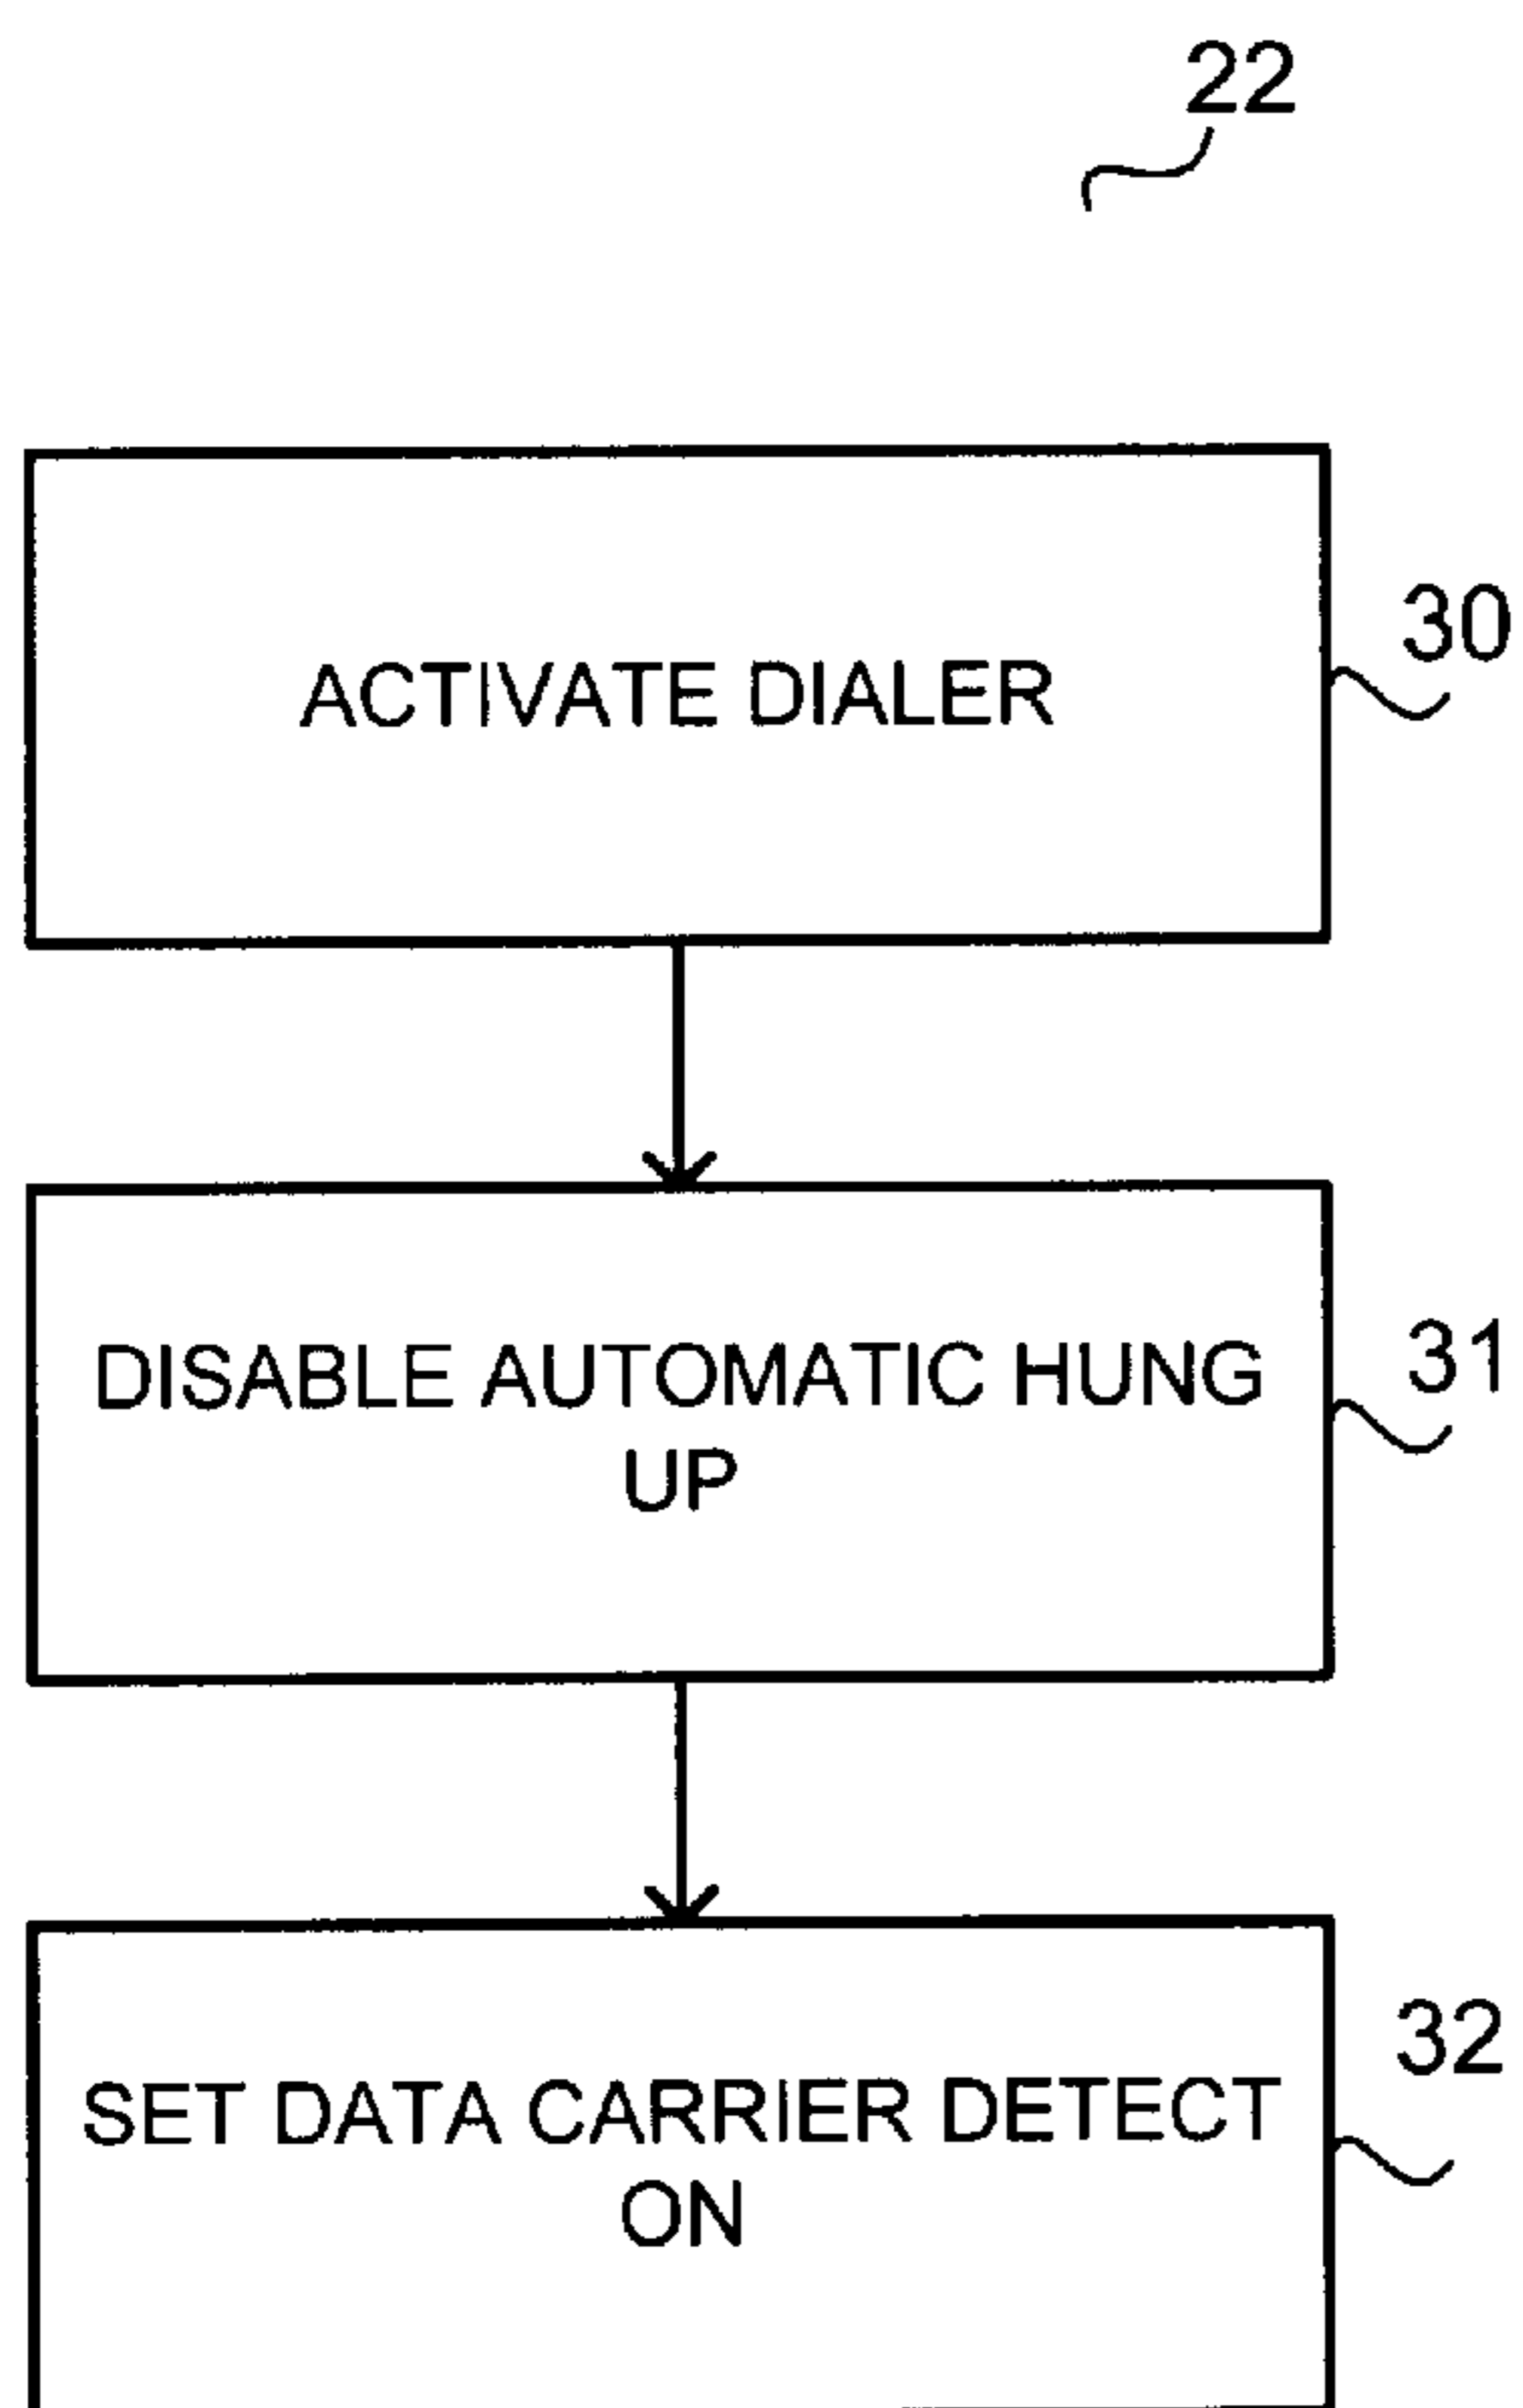 22
ACTIVATE DIALER
30
DISABLE AUTOMATIC HUNG
UP
31
SET DATA CARRIER DETECT
ON
32